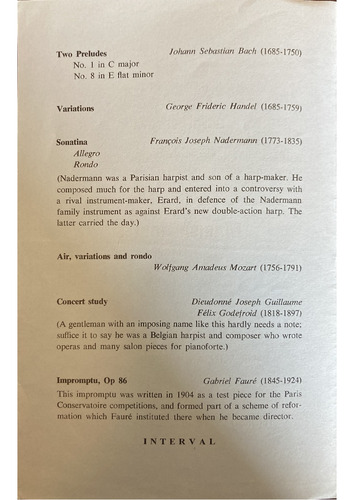 Two Preludes Johann Sebastian Bach (1685-1750)
No. 1 in C major
No. 8 in E flat minor
Variations George Frideric Handel (1685-1759)
Sonatina François Joseph Nadermann (1773-1835)
Allegro
Rondo
(Nadermann was a Parisian harpist and son of a harp-maker. He
composed much for the harp and entered into a controversy with
a rival instrument-maker, Erard, in defence of the Nadermann
family instrument as against Erard's new double-action harp. The
latter carried the day.)
Air, variations and rondo
Wolfgang Amadeus Mozart (1756-1791)
Concert study Dieudonné Joseph Guillaume
Félix Godefroid (1818-1897)
(A gentleman with an imposing name like this hardly needs a note;
suffice it to say he was a Belgian harpist and composer who wrote
operas and many salon pieces for pianoforte.)
Impromptu, Op 86 Gabriel Fauré (1845-1924)
This impromptu was written in 1904 as a test piece for the Paris
Conservatoire competitions, and formed part of a scheme of refor-
mation which Fauré instituted there when he became director.
INTERVAL